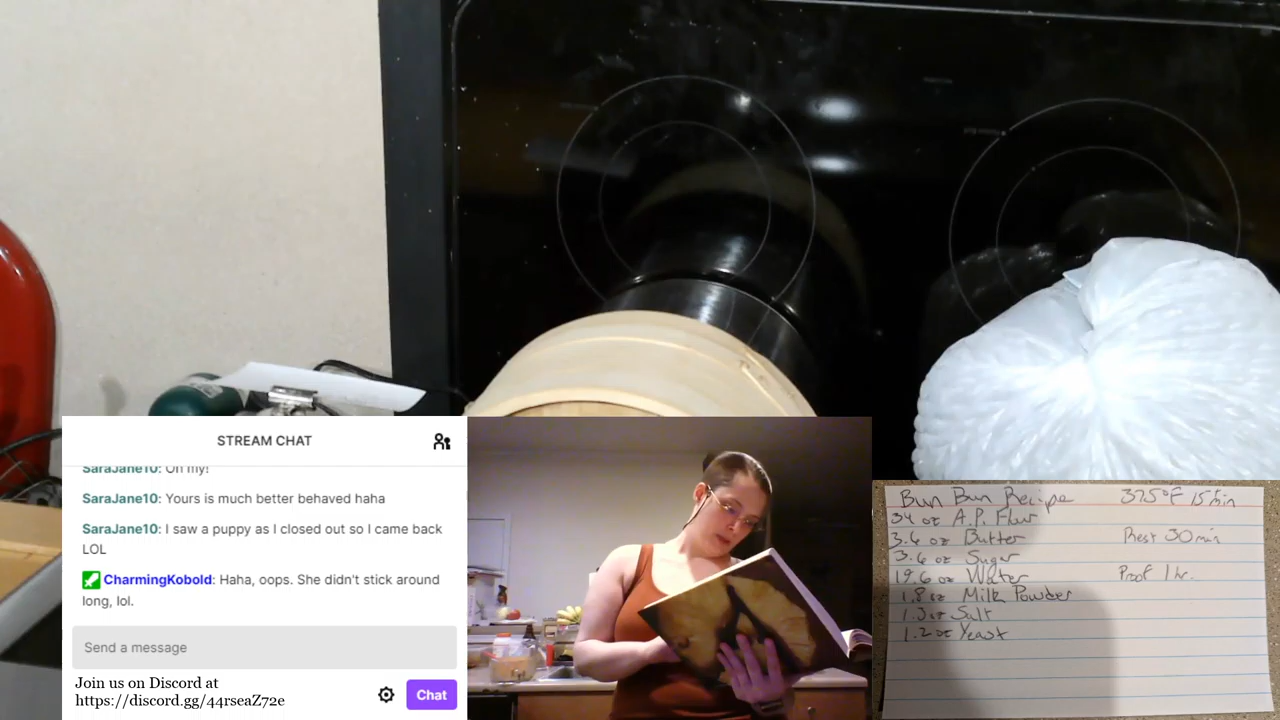 STREAM CHAT
SaraJane10: Oh my!
SaraJane10: Yours is much better behaved haha
SaraJane10: I saw a puppy as I closed out so I came back
LOL
CharmingKobold: Haha, oops. She didn't stick around
long, lol.
Send a message
Join us on Discord at
https://discord.gg/44rseaZ72e
Chat
Bun Bun Recipe 375°F 15 min
34 oz A.P. Flour
3.6 oz Butter Rest 30 min
3.6 oz Sugar
19.6 oz Water Proof 1 hr.
1.8 oz Milk Powder
1.3 oz Salt
1.2 oz Yeast